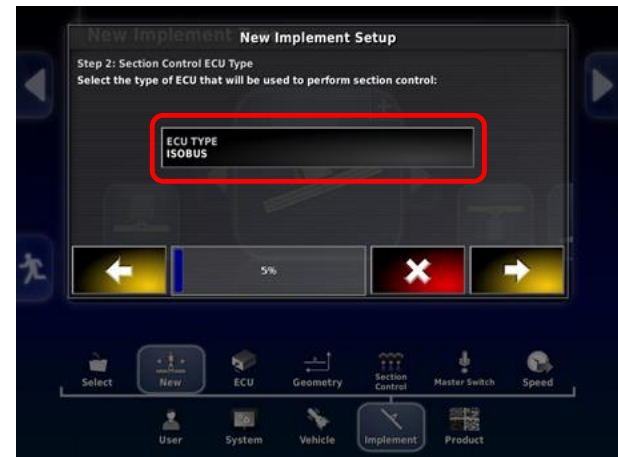 New Implement
New Implement Setup
Step 2: Section Control ECU Type
Select the type of ECU that will be used to perform section control:
ECU TYPE
ISOBUS
5%
Select
New
ECU
Geometry
Section
Control
Master Switch
Speed
User
System
Vehicle
Implement
Product